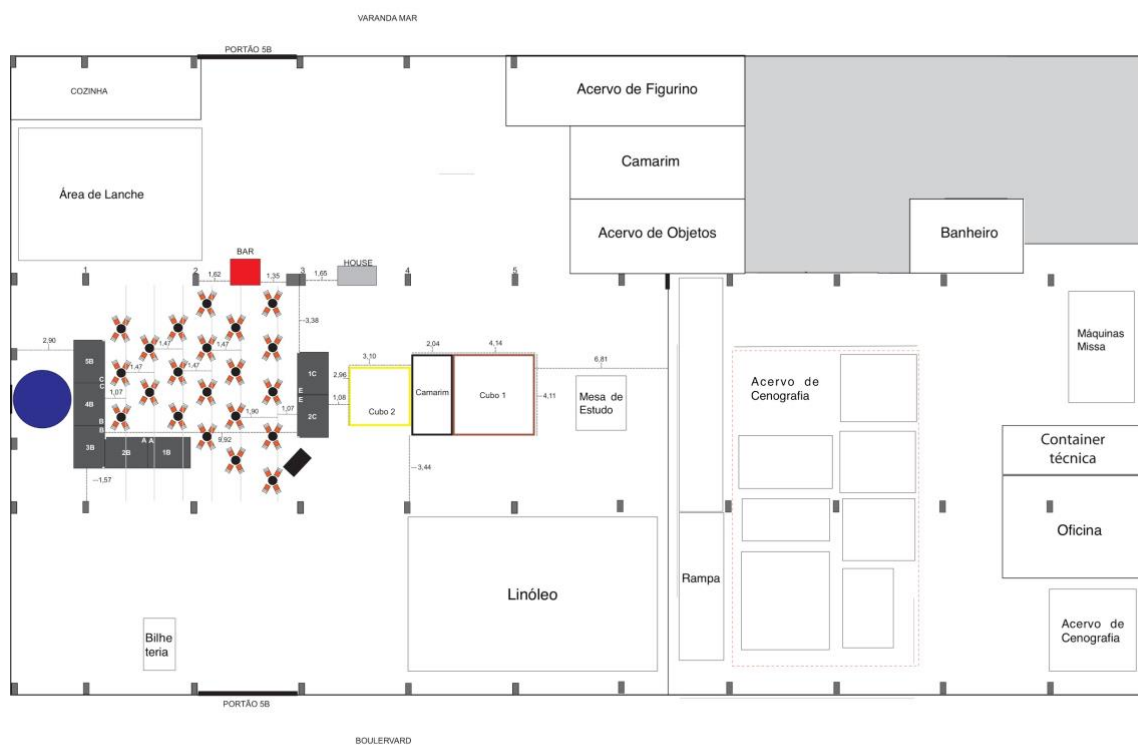 VARANDA MAR
PORTÃO 5B
COZINHA
Acervo de Figurino
Camarim
Área de Lanche
Acervo de Objetos
Banheiro
BAR
HOUSE
1
2
3
4
5
1,62
1,35
1,65
3,38
2,90
Máquinas
Missa
1,47
1,47
1,47
1,47
5B
C
C
4B
B
B
3B
2B
A
A
1B
1,07
1,90
1,07
9,92
1,57
1C
E
E
2C
2,96
1,08
3,10
Cubo 2
2,04
Camarim
4,14
Cubo 1
4,11
6,81
Mesa de
Estudo
3,44
Acervo de
Cenografia
Container
técnica
Oficina
Rampa
Linóleo
Bilhe
teria
Acervo de
Cenografia
PORTÃO 5B
BOULERVARD